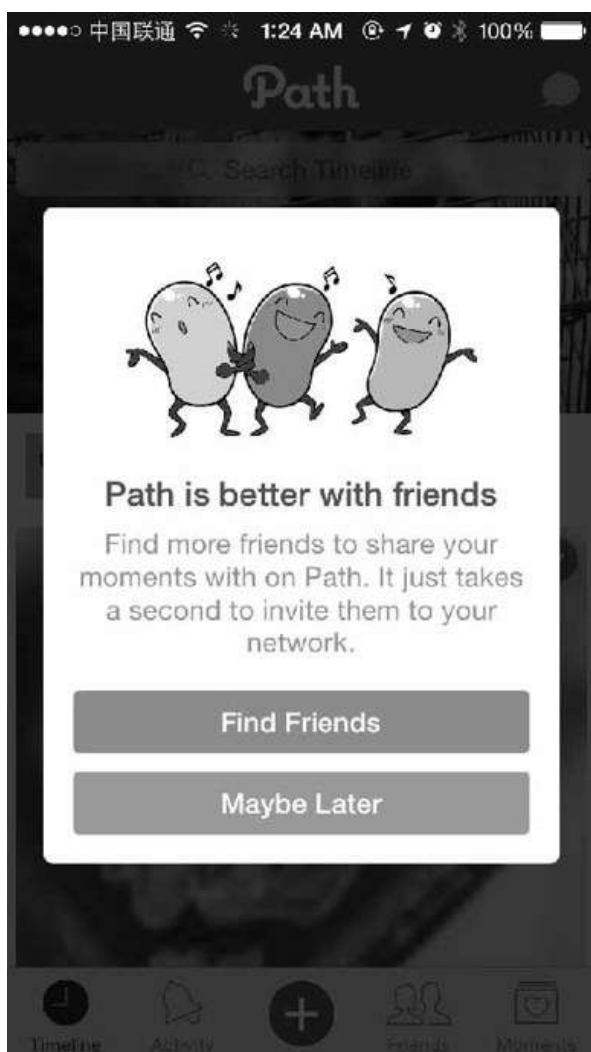 中国联通 1:24 AM 100%
Path
Search Timeline
Path is better with friends
Find more friends to share your
moments with on Path. It just takes
a second to invite them to your
network.
Find Friends
Maybe Later
Timeline Activity Friends Moments